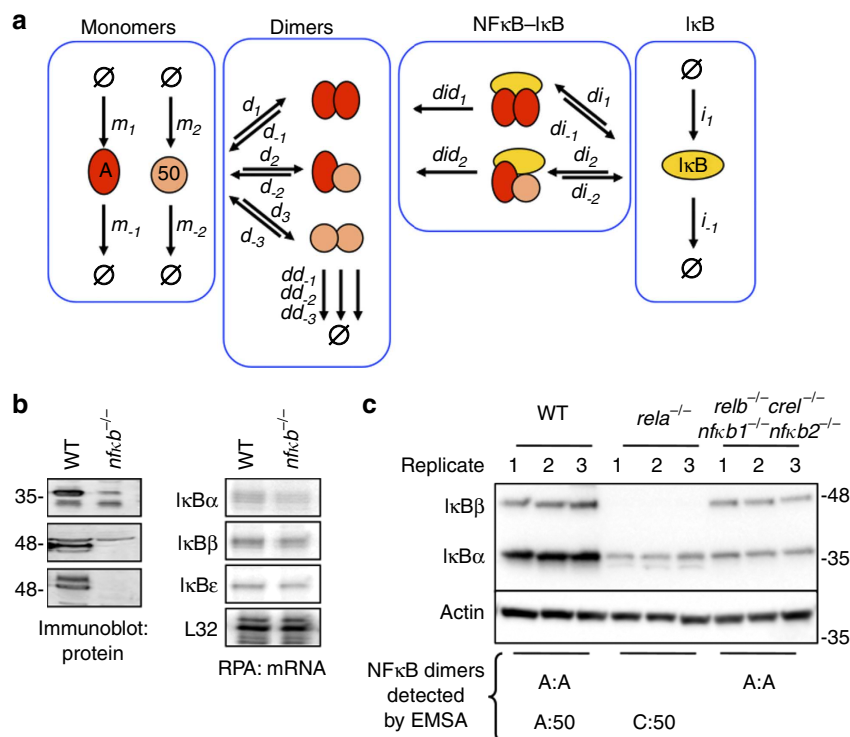 a
Monomers Dimers NFκB–IκB IκB
∅ ∅ ∅
m1 m2 d1 d-1 did1 di1 di-1 i1
A 50 d2 d-2 did2 di2 di-2 IκB
m-1 m-2 d3 d-3 i-1
∅ ∅ ∅
dd-1
dd-2
dd-3
∅
b
WT nfκb–/– WT nfκb–/–
35- IκBα
48- IκBβ
48- IκBε
L32
Immunoblot:
protein
RPA: mRNA
c
WT rela–/– relb–/–crel–/–
nfkb1–/–nfkb2–/–
Replicate 1 2 3 1 2 3 1 2 3
IκBβ -48
IκBα -35
Actin
-35
NFκB dimers
detected
by EMSA
A:A A:A
A:50 C:50